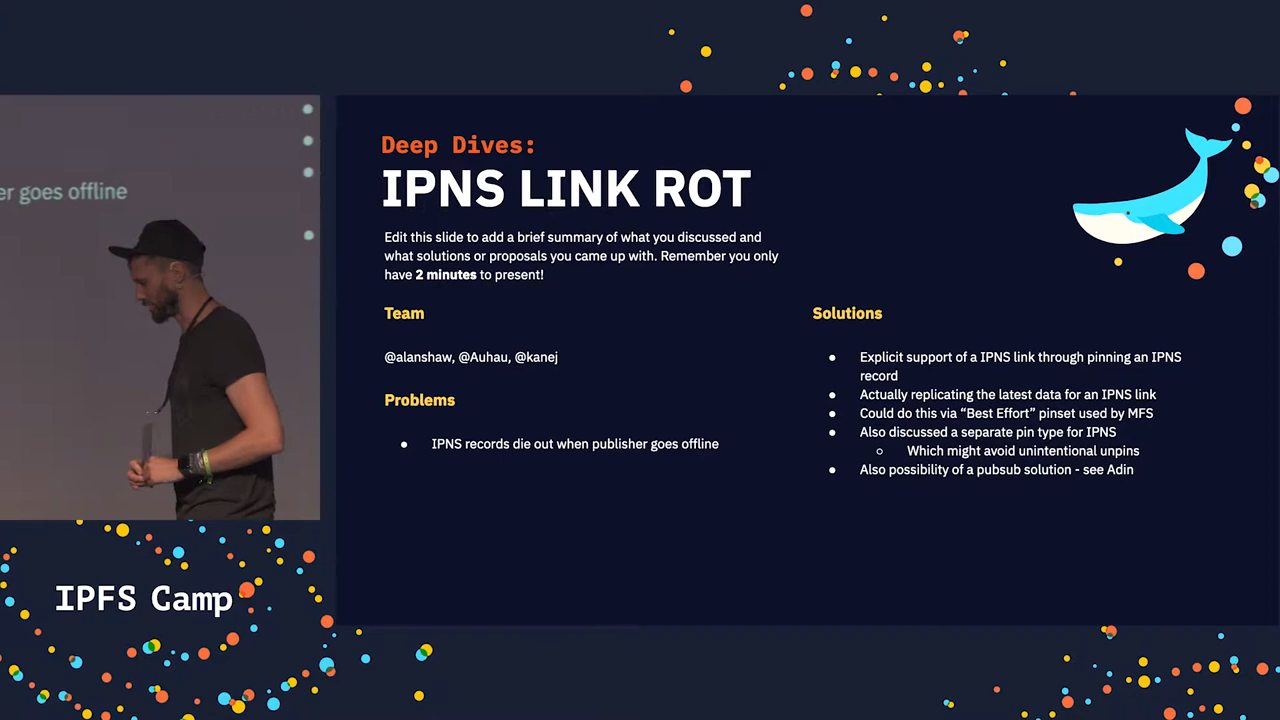 er goes offline
Deep Dives:
IPNS LINK ROT
Edit this slide to add a brief summary of what you discussed and
what solutions or proposals you came up with. Remember you only
have 2 minutes to present!
Team
@alanshaw, @Auhau, @kanej
Problems
● IPNS records die out when publisher goes offline
Solutions
● Explicit support of a IPNS link through pinning an IPNS
record
● Actually replicating the latest data for an IPNS link
● Could do this via “Best Effort” pinset used by MFS
● Also discussed a separate pin type for IPNS
○ Which might avoid unintentional unpins
● Also possibility of a pubsub solution - see Adin
IPFS Camp